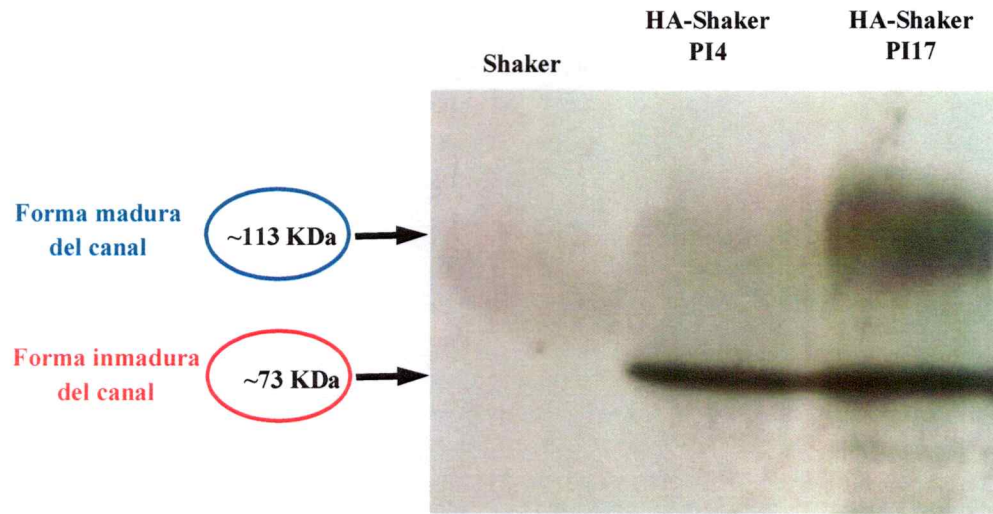 Shaker
HA-Shaker
PI4
HA-Shaker
PI17
Forma madura
del canal
~113 KDa
Forma inmadura
del canal
~73 KDa